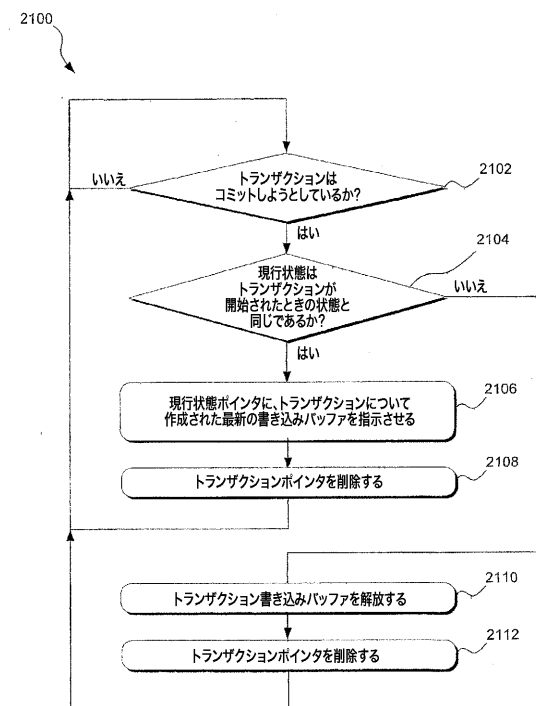 2100
トランザクションは
コミットしようとしているか?
いいえ
2102
はい
2104
現行状態は
トランザクションが
開始されたときの状態と
同じであるか?
いいえ
はい
2106
現行状態ポインタに、トランザクションについて
作成された最新の書き込みバッファを指示させる
2108
トランザクションポインタを削除する
2110
トランザクション書き込みバッファを解放する
2112
トランザクションポインタを削除する